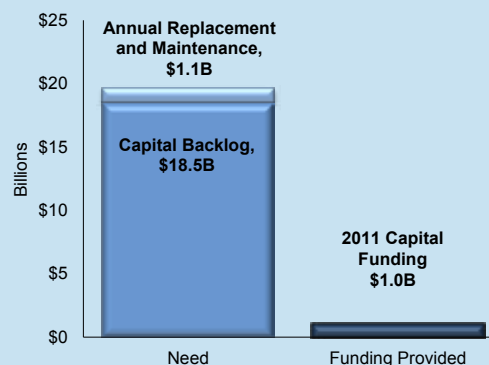 $25
$20
$15
$10
$5
$0
Billions
Annual Replacement
and Maintenance,
$1.1B
Capital Backlog,
$18.5B
2011 Capital
Funding
$1.0B
Need
Funding Provided